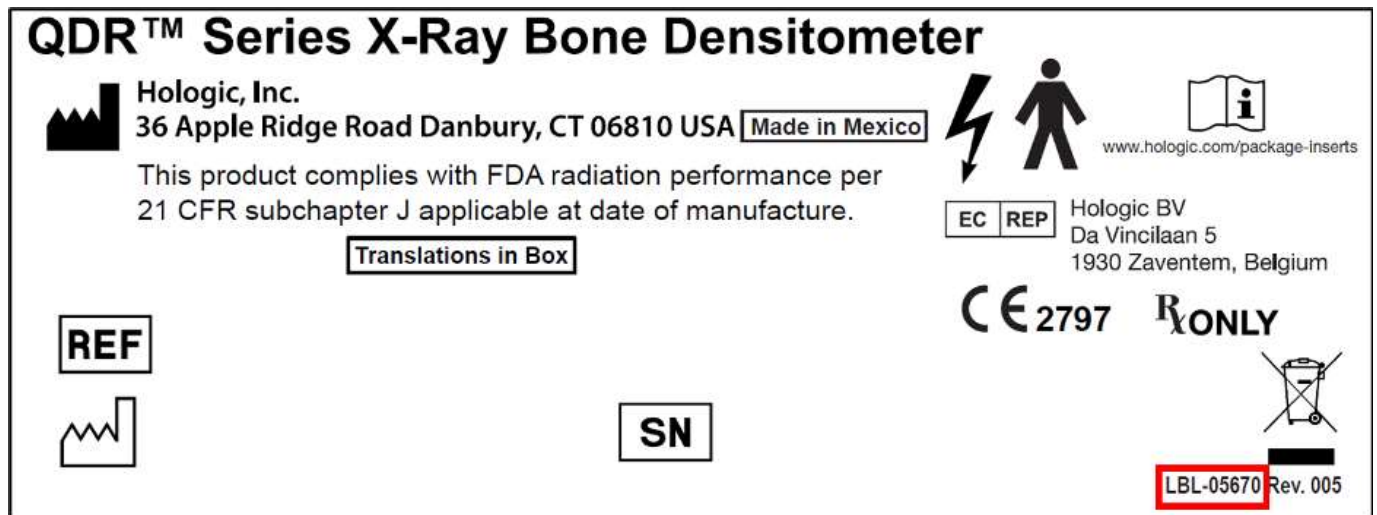 QDR™ Series X-Ray Bone Densitometer
Hologic, Inc.
36 Apple Ridge Road Danbury, CT 06810 USA Made in Mexico
This product complies with FDA radiation performance per
21 CFR subchapter J applicable at date of manufacture.
Translations in Box
REF
SN
i
www.hologic.com/package-inserts
EC REP
Hologic BV
Da Vincilaan 5
1930 Zaventem, Belgium
CE 2797
Rx ONLY
LBL-05670 Rev. 005